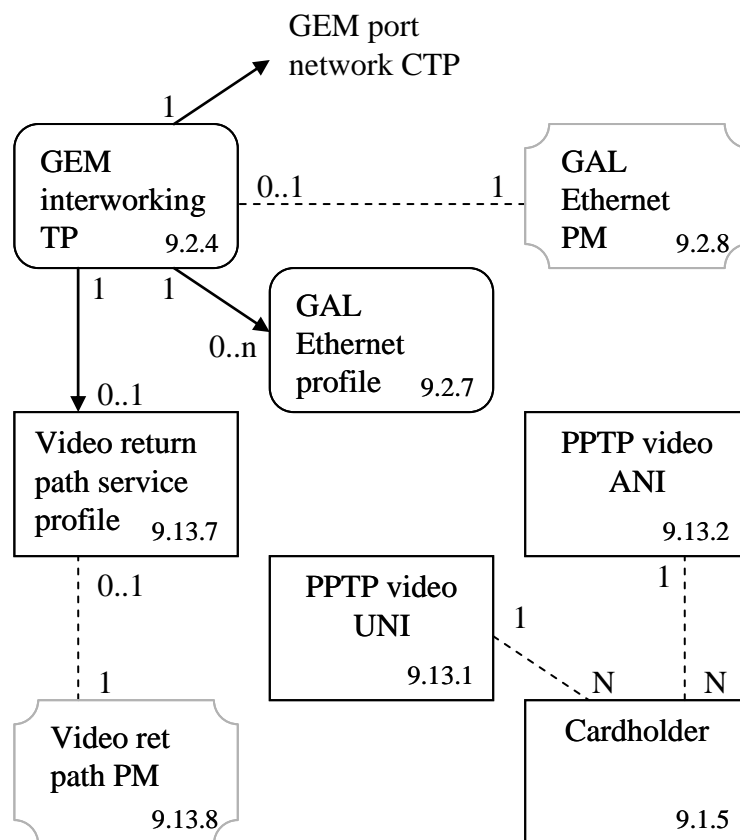 GEM port
network CTP
1
GEM
interworking
TP
9.2.4
0..1
1
GAL
Ethernet
PM
9.2.8
1
1
0..n
GAL
Ethernet
profile
9.2.7
0..1
Video return
path service
profile
9.13.7
PPTP video
ANI
9.13.2
0..1
1
PPTP video
UNI
9.13.1
1
1
N
N
Video ret
path PM
9.13.8
Cardholder
9.1.5